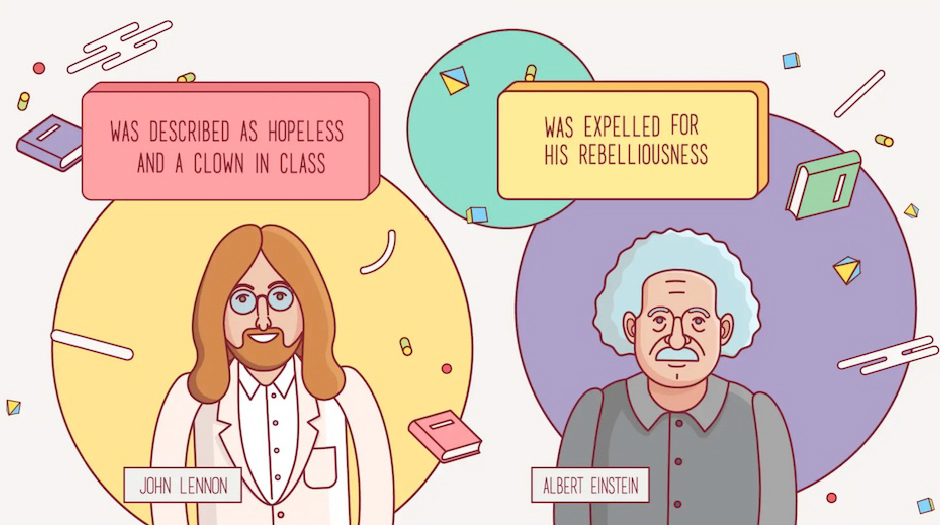 WAS DESCRIBED AS HOPELESS
AND A CLOWN IN CLASS
WAS EXPELLED FOR
HIS REBELLIOUSNESS
JOHN LENNON
ALBERT EINSTEIN